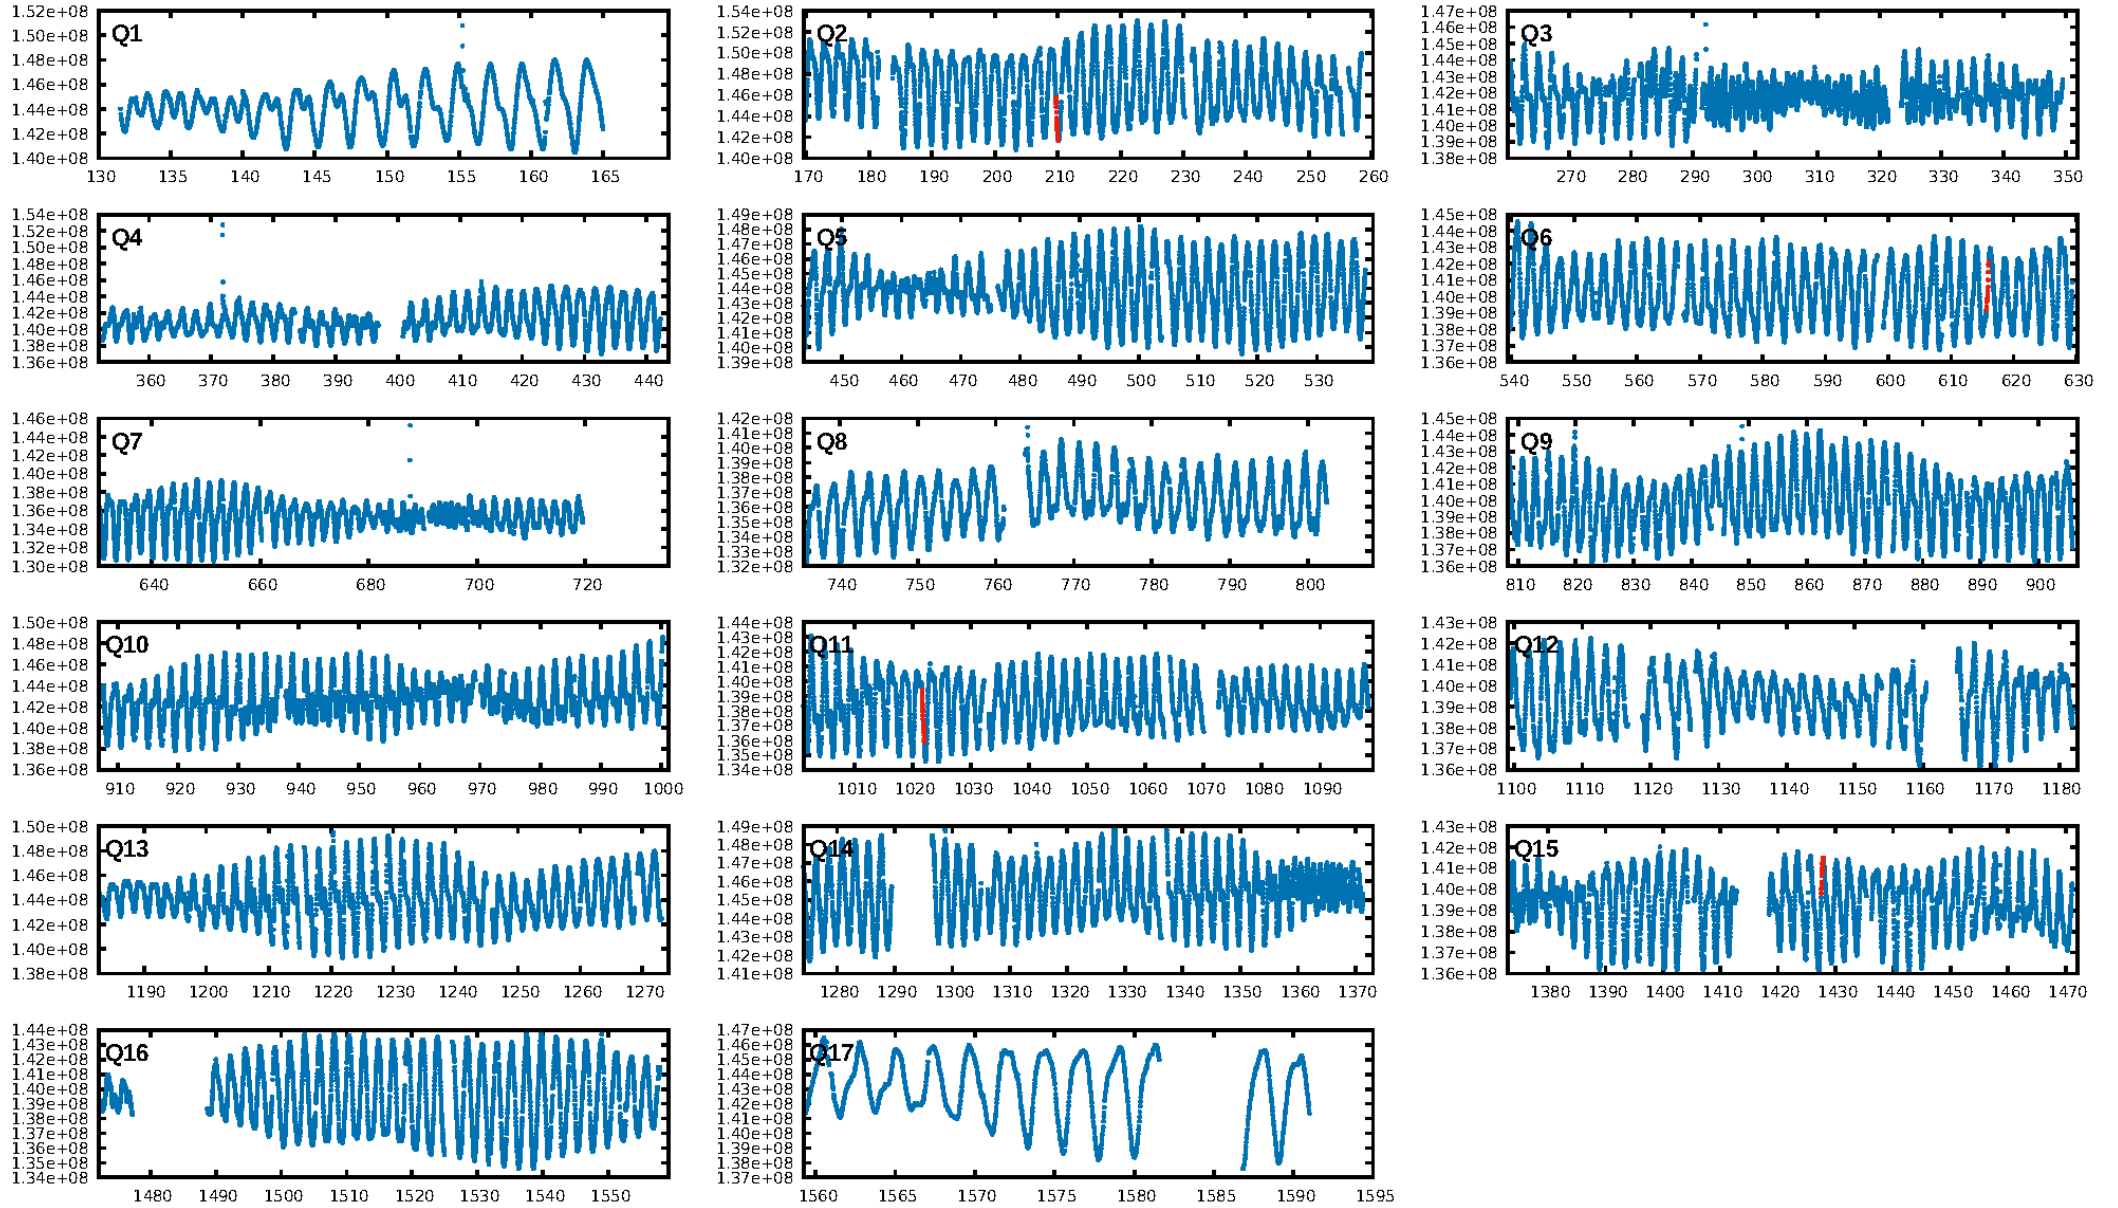 1.52e+08
1.50e+08
1.48e+08
1.46e+08
1.44e+08
1.42e+08
1.40e+08
Q1
130 135 140 145 150 155 160 165
1.54e+08
1.52e+08
1.50e+08
1.48e+08
1.46e+08
1.44e+08
1.42e+08
1.40e+08
Q2
170 180 190 200 210 220 230 240 250 260
1.47e+08
1.46e+08
1.45e+08
1.44e+08
1.43e+08
1.42e+08
1.41e+08
1.40e+08
1.39e+08
1.38e+08
Q3
270 280 290 300 310 320 330 340 350
1.54e+08
1.52e+08
1.50e+08
1.48e+08
1.46e+08
1.44e+08
1.42e+08
1.40e+08
1.38e+08
1.36e+08
Q4
360 370 380 390 400 410 420 430 440
1.49e+08
1.48e+08
1.47e+08
1.46e+08
1.45e+08
1.44e+08
1.43e+08
1.42e+08
1.41e+08
1.40e+08
1.39e+08
Q5
450 460 470 480 490 500 510 520 530
1.45e+08
1.44e+08
1.43e+08
1.42e+08
1.41e+08
1.40e+08
1.39e+08
1.38e+08
1.37e+08
1.36e+08
Q6
540 550 560 570 580 590 600 610 620 630
1.46e+08
1.44e+08
1.42e+08
1.40e+08
1.38e+08
1.36e+08
1.34e+08
1.32e+08
1.30e+08
Q7
640 660 680 700 720
1.42e+08
1.41e+08
1.40e+08
1.39e+08
1.38e+08
1.37e+08
1.36e+08
1.35e+08
1.34e+08
1.33e+08
1.32e+08
Q8
740 750 760 770 780 790 800
1.45e+08
1.44e+08
1.43e+08
1.42e+08
1.41e+08
1.40e+08
1.39e+08
1.38e+08
1.37e+08
1.36e+08
Q9
810 820 830 840 850 860 870 880 890 900
1.50e+08
1.48e+08
1.46e+08
1.44e+08
1.42e+08
1.40e+08
1.38e+08
1.36e+08
Q10
910 920 930 940 950 960 970 980 990 1000
1.44e+08
1.43e+08
1.42e+08
1.41e+08
1.40e+08
1.39e+08
1.38e+08
1.37e+08
1.36e+08
1.35e+08
1.34e+08
Q11
1010 1020 1030 1040 1050 1060 1070 1080 1090
1.43e+08
1.42e+08
1.41e+08
1.40e+08
1.39e+08
1.38e+08
1.37e+08
1.36e+08
Q12
1100 1110 1120 1130 1140 1150 1160 1170 1180
1.50e+08
1.48e+08
1.46e+08
1.44e+08
1.42e+08
1.40e+08
1.38e+08
Q13
1190 1200 1210 1220 1230 1240 1250 1260 1270
1.49e+08
1.48e+08
1.47e+08
1.46e+08
1.45e+08
1.44e+08
1.43e+08
1.42e+08
1.41e+08
Q14
1280 1290 1300 1310 1320 1330 1340 1350 1360 1370
1.43e+08
1.42e+08
1.41e+08
1.40e+08
1.39e+08
1.38e+08
1.37e+08
1.36e+08
Q15
1380 1390 1400 1410 1420 1430 1440 1450 1460 1470
1.44e+08
1.43e+08
1.42e+08
1.41e+08
1.40e+08
1.39e+08
1.38e+08
1.37e+08
1.36e+08
1.35e+08
1.34e+08
Q16
1480 1490 1500 1510 1520 1530 1540 1550
1.47e+08
1.46e+08
1.45e+08
1.44e+08
1.43e+08
1.42e+08
1.41e+08
1.40e+08
1.39e+08
1.38e+08
1.37e+08
Q17
1560 1565 1570 1575 1580 1585 1590 1595